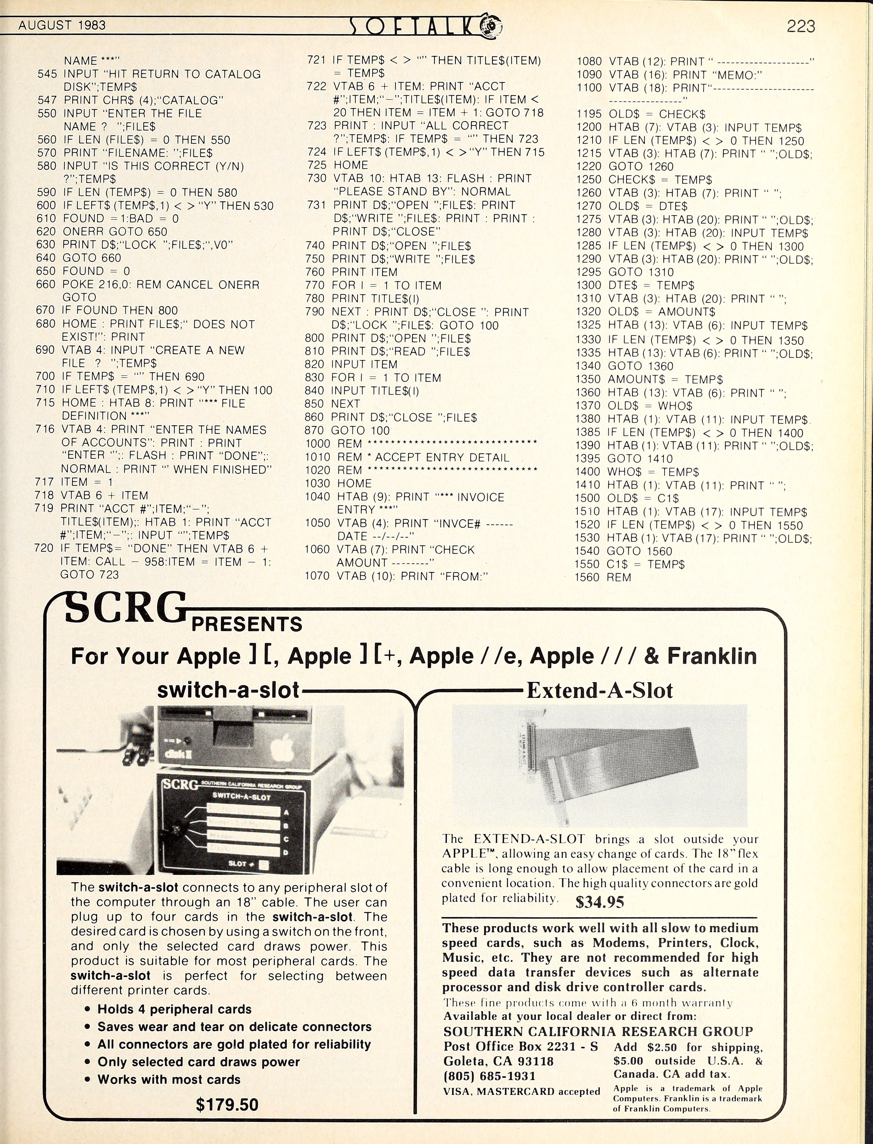 AUGUST 1983
SOFTALK
223
NAME ***"
545 INPUT "HIT RETURN TO CATALOG
DISK";TEMP$
547 PRINT CHR$ (4);"CATALOG"
550 INPUT "ENTER THE FILE
NAME ? ";FILE$
560 IF LEN (FILE$) = 0 THEN 550
570 PRINT "FILENAME: ";FILE$
580 INPUT "IS THIS CORRECT (Y/N)
?";TEMP$
590 IF LEN (TEMP$) = 0 THEN 580
600 IF LEFT$ (TEMP$,1) < > "Y" THEN 530
610 FOUND =1:BAD = 0
620 ONERR GOTO 650
630 PRINT D$;"LOCK ";FILE$;",V0"
640 GOTO 660
650 FOUND = 0
660 POKE 216,0: REM CANCEL ONERR
GOTO
670 IF FOUND THEN 800
680 HOME : PRINT FILE$;" DOES NOT
EXIST!": PRINT
690 VTAB 4: INPUT "CREATE A NEW
FILE ? ";TEMP$
700 IF TEMP$ = "" THEN 690
710 IF LEFT$ (TEMP$,1) < > "Y" THEN 100
715 HOME : HTAB 8: PRINT "*** FILE
DEFINITION ***"
716 VTAB 4: PRINT "ENTER THE NAMES
OF ACCOUNTS": PRINT : PRINT
"ENTER '";: FLASH : PRINT "DONE";:
NORMAL : PRINT "' WHEN FINISHED"
717 ITEM = 1
718 VTAB 6 + ITEM
719 PRINT "ACCT #";ITEM;"–";
TITLE$(ITEM);: HTAB 1: PRINT "ACCT
#";ITEM;"–";: INPUT "";TEMP$
720 IF TEMP$= "DONE" THEN VTAB 6 +
ITEM: CALL – 958:ITEM = ITEM – 1:
GOTO 723
721 IF TEMP$ < > "" THEN TITLE$(ITEM)
= TEMP$
722 VTAB 6 + ITEM: PRINT "ACCT
#";ITEM;"–";TITLE$(ITEM): IF ITEM <
20 THEN ITEM = ITEM + 1: GOTO 718
723 PRINT : INPUT "ALL CORRECT
?";TEMP$: IF TEMP$ = "" THEN 723
724 IF LEFT$ (TEMP$,1) < >"Y" THEN 715
725 HOME
730 VTAB 10: HTAB 13: FLASH : PRINT
"PLEASE STAND BY": NORMAL
731 PRINT D$;"OPEN ";FILE$: PRINT
D$;"WRITE ";FILE$: PRINT : PRINT :
PRINT D$;"CLOSE"
740 PRINT D$;"OPEN ";FILE$
750 PRINT D$;"WRITE ";FILE$
760 PRINT ITEM
770 FOR I = 1 TO ITEM
780 PRINT TITLE$(I)
790 NEXT : PRINT D$;"CLOSE ": PRINT
D$;"LOCK ";FILE$: GOTO 100
800 PRINT D$;"OPEN ";FILE$
810 PRINT D$;"READ ";FILE$
820 INPUT ITEM
830 FOR I = 1 TO ITEM
840 INPUT TITLE$(I)
850 NEXT
860 PRINT D$;"CLOSE ";FILE$
870 GOTO 100
1000 REM ***************************
1010 REM * ACCEPT ENTRY DETAIL
1020 REM ***************************
1030 HOME
1040 HTAB (9): PRINT "*** INVOICE
ENTRY ***"
1050 VTAB (4): PRINT "INVCE# ------
DATE --/--/--"
1060 VTAB (7): PRINT "CHECK
AMOUNT --------"
1070 VTAB (10): PRINT "FROM:"
1080 VTAB (12): PRINT " -------------------"
1090 VTAB (16): PRINT "MEMO:"
1100 VTAB (18): PRINT"---------------------
---------------"
1195 OLD$ = CHECK$
1200 HTAB (7): VTAB (3): INPUT TEMP$
1210 IF LEN (TEMP$) < > 0 THEN 1250
1215 VTAB (3): HTAB (7): PRINT " ";OLD$;
1220 GOTO 1260
1250 CHECK$ = TEMP$
1260 VTAB (3): HTAB (7): PRINT " ";
1270 OLD$ = DTE$
1275 VTAB (3): HTAB (20): PRINT " ";OLD$;
1280 VTAB (3): HTAB (20): INPUT TEMP$
1285 IF LEN (TEMP$) < > 0 THEN 1300
1290 VTAB (3): HTAB (20): PRINT " ";OLD$;
1295 GOTO 1310
1300 DTE$ = TEMP$
1310 VTAB (3): HTAB (20): PRINT " ";
1320 OLD$ = AMOUNT$
1325 HTAB (13): VTAB (6): INPUT TEMP$
1330 IF LEN (TEMP$) < > 0 THEN 1350
1335 HTAB (13): VTAB (6): PRINT " ";OLD$;
1340 GOTO 1360
1350 AMOUNT$ = TEMP$
1360 HTAB (13): VTAB (6): PRINT " ";
1370 OLD$ = WHO$
1380 HTAB (1): VTAB (11): INPUT TEMP$
1385 IF LEN (TEMP$) < > 0 THEN 1400
1390 HTAB (1): VTAB (11): PRINT " ";OLD$;
1395 GOTO 1410
1400 WHO$ = TEMP$
1410 HTAB (1): VTAB (11): PRINT " ";
1500 OLD$ = C1$
1510 HTAB (1): VTAB (17): INPUT TEMP$
1520 IF LEN (TEMP$) < > 0 THEN 1550
1530 HTAB (1): VTAB (17): PRINT " ";OLD$;
1540 GOTO 1560
1550 C1$ = TEMP$
1560 REM
SCRG PRESENTS
For Your Apple ] [, Apple ] [+, Apple //e, Apple /// & Franklin
switch-a-slot
disk II
SCRG SOUTHERN CALIFORNIA RESEARCH GROUP
SWITCH-A-SLOT
A
B
C
D
SLOT #
The switch-a-slot connects to any peripheral slot of
the computer through an 18" cable. The user can
plug up to four cards in the switch-a-slot. The
desired card is chosen by using a switch on the front,
and only the selected card draws power. This
product is suitable for most peripheral cards. The
switch-a-slot is perfect for selecting between
different printer cards.
• Holds 4 peripheral cards
• Saves wear and tear on delicate connectors
• All connectors are gold plated for reliability
• Only selected card draws power
• Works with most cards
$179.50
Extend-A-Slot
The EXTEND-A-SLOT brings a slot outside your
APPLE™, allowing an easy change of cards. The 18" flex
cable is long enough to allow placement of the card in a
convenient location. The high quality connectors are gold
plated for reliability. $34.95
These products work well with all slow to medium
speed cards, such as Modems, Printers, Clock,
Music, etc. They are not recommended for high
speed data transfer devices such as alternate
processor and disk drive controller cards.
These fine products come with a 6 month warranty
Available at your local dealer or direct from:
SOUTHERN CALIFORNIA RESEARCH GROUP
Post Office Box 2231 - S
Goleta, CA 93118
(805) 685-1931
VISA, MASTERCARD accepted
Add $2.50 for shipping,
$5.00 outside U.S.A. &
Canada. CA add tax.
Apple is a trademark of Apple
Computers. Franklin is a trademark
of Franklin Computers.